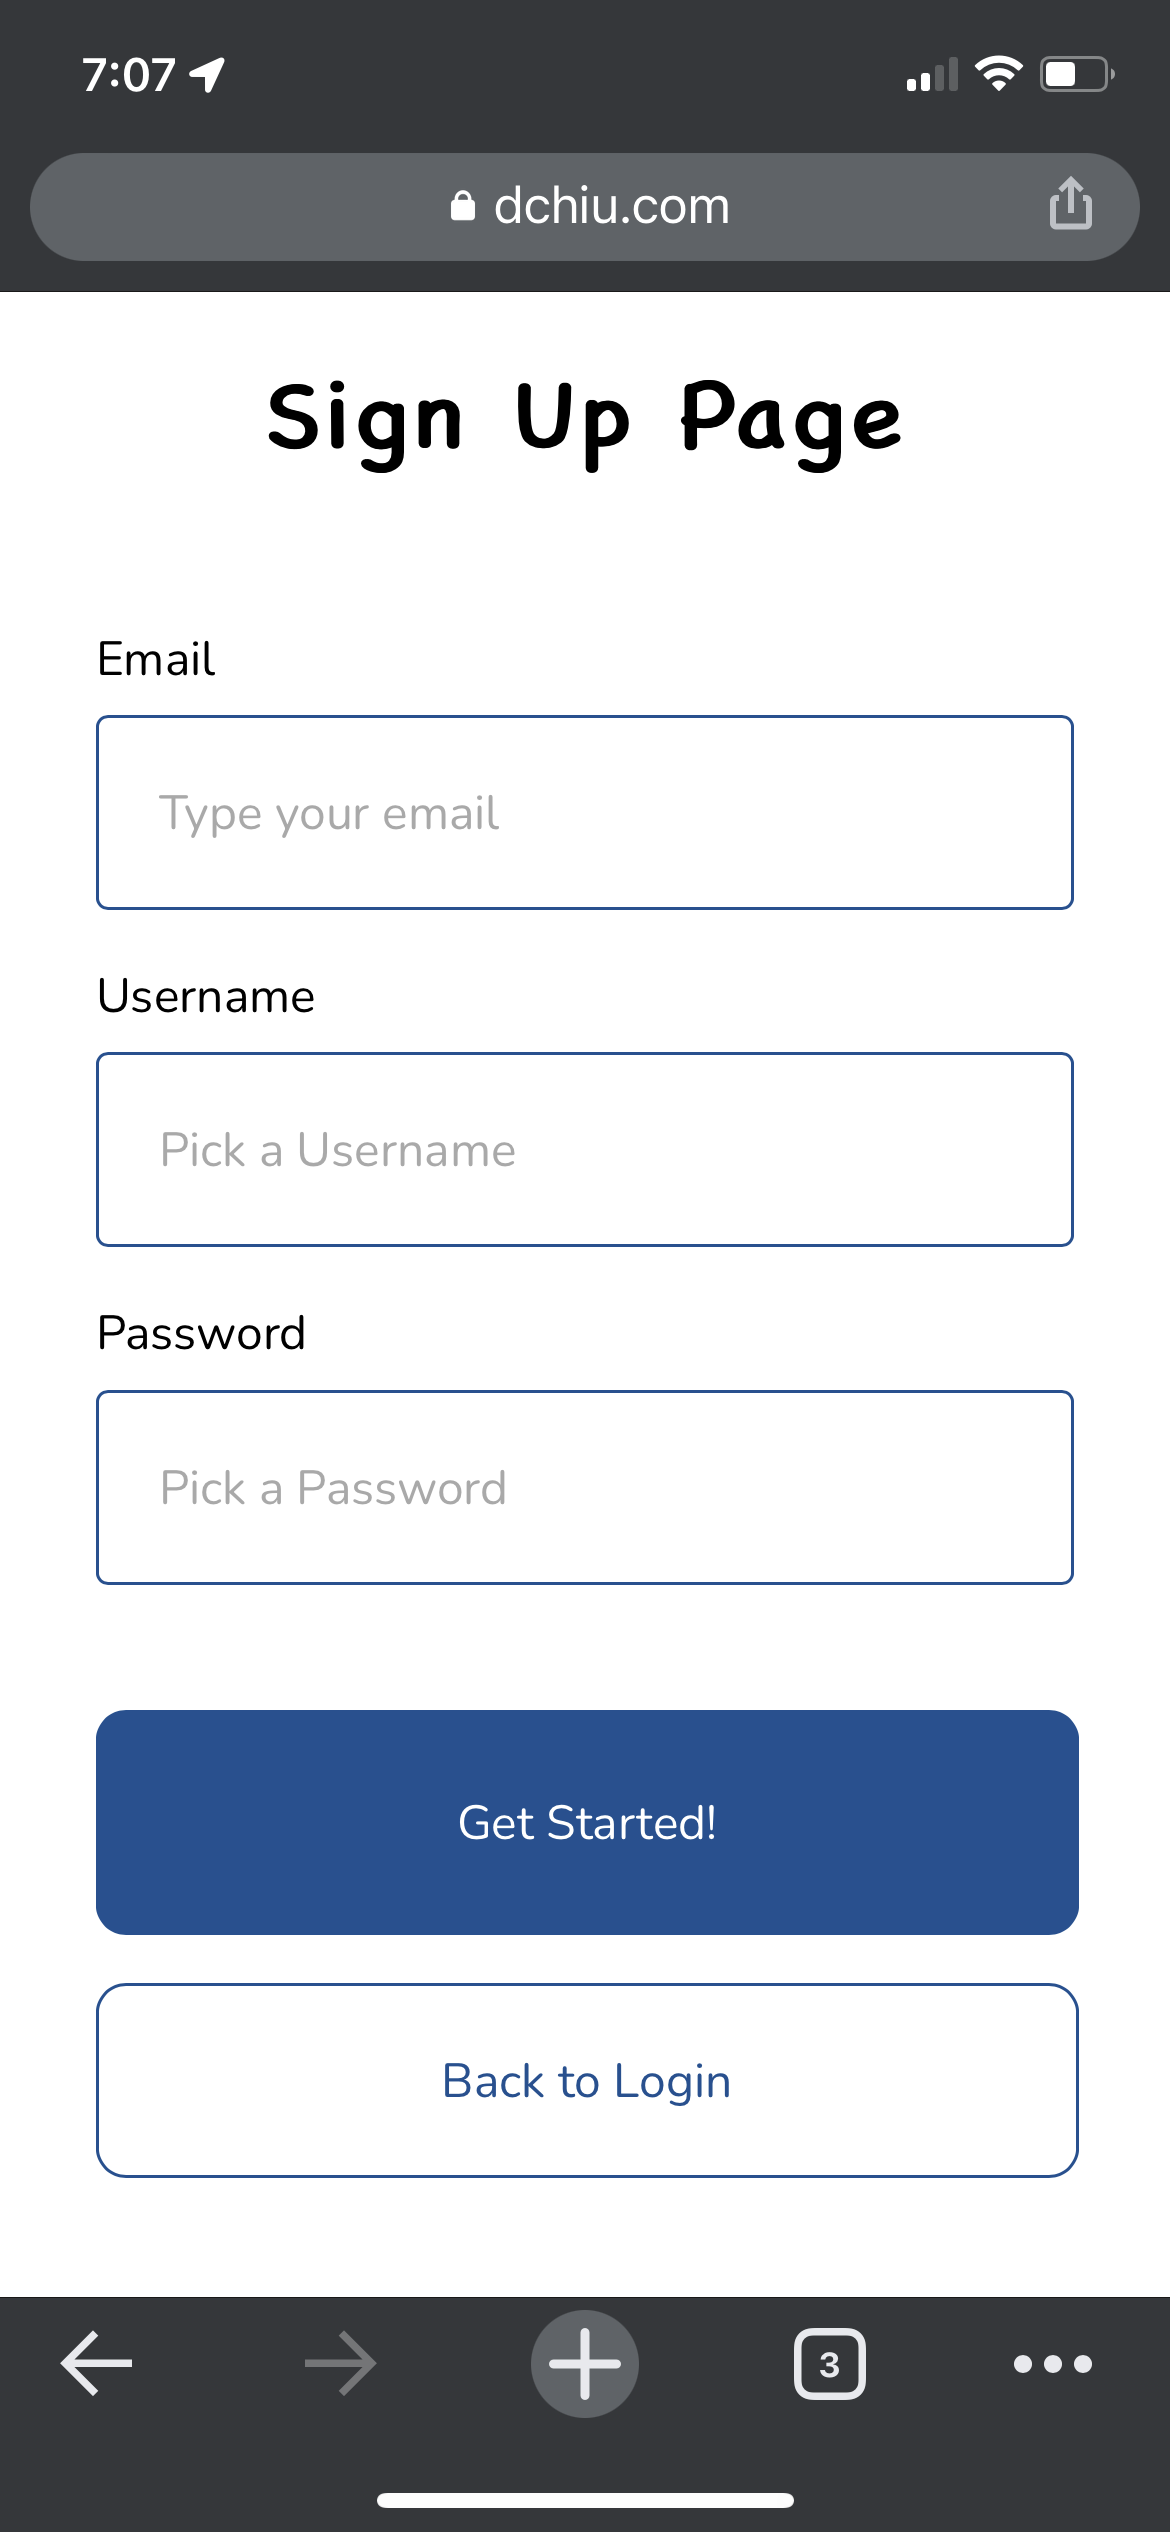 7:07
dchiu.com
Sign Up Page
Email
Type your email
Username
Pick a Username
Password
Pick a Password
Get Started!
Back to Login
3